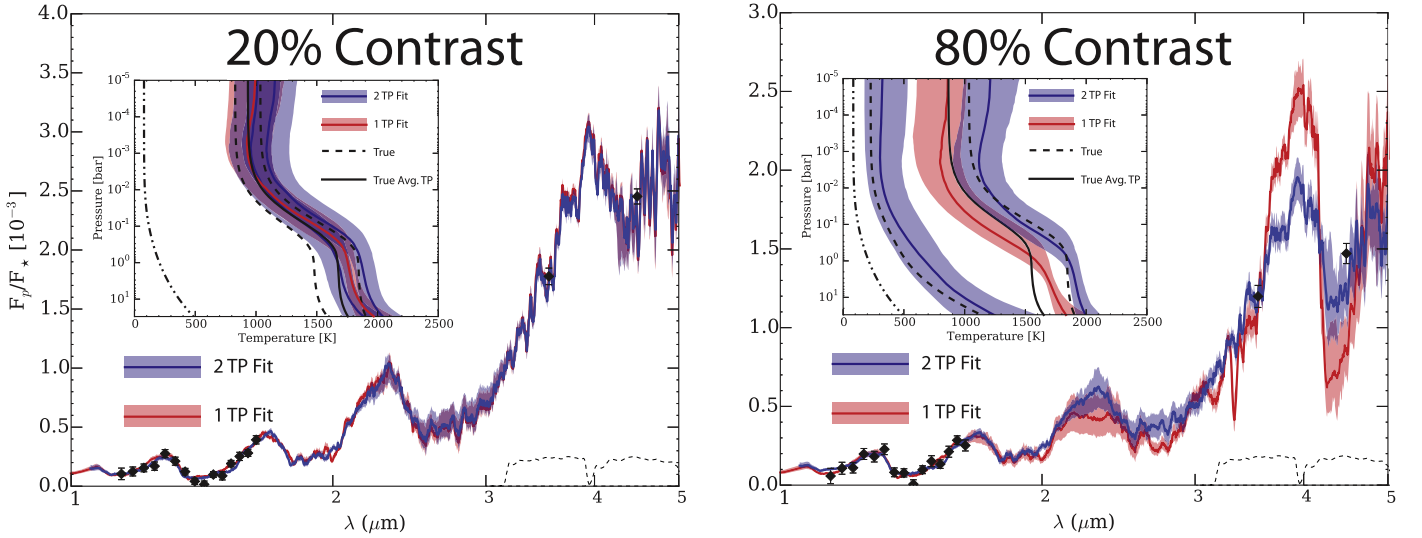 20% Contrast
4.0
3.5
3.0
2.5
2.0
1.5
1.0
0.5
0.0
F_p/F_⋆ [10^-3]
1
2
3
4
5
λ (μm)
10^-5
10^-4
10^-3
10^-2
10^-1
10^0
10^1
Pressure [bar]
0
500
1000
1500
2000
2500
Temperature [K]
2 TP Fit
1 TP Fit
True
True Avg. TP
2 TP Fit
1 TP Fit
80% Contrast
3.0
2.5
2.0
1.5
1.0
0.5
0.0
1
2
3
4
5
λ (μm)
10^-5
10^-4
10^-3
10^-2
10^-1
10^0
10^1
Pressure [bar]
0
500
1000
1500
2000
2500
Temperature [K]
2 TP Fit
1 TP Fit
True
True Avg. TP
2 TP Fit
1 TP Fit